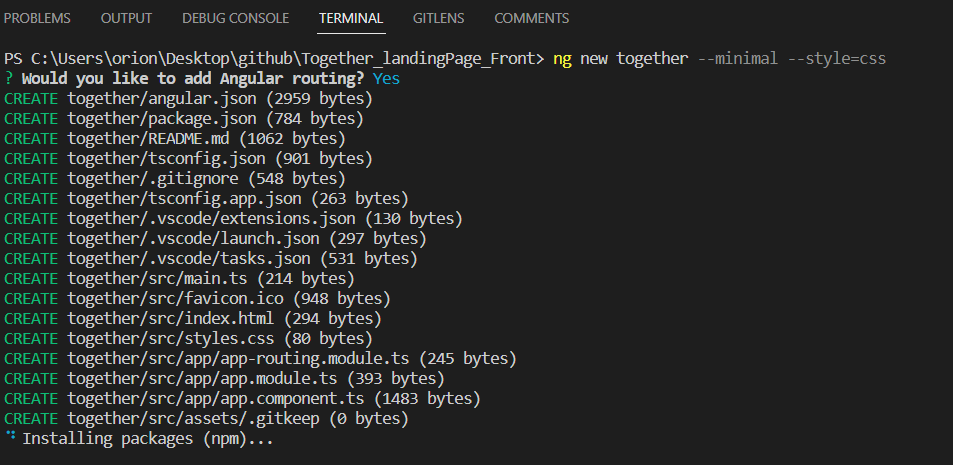 PROBLEMS OUTPUT DEBUG CONSOLE TERMINAL GITLENS COMMENTS
PS C:\Users\orion\Desktop\github\Together_landingPage_Front> ng new together --minimal --style=css
? Would you like to add Angular routing? Yes
CREATE together/angular.json (2959 bytes)
CREATE together/package.json (784 bytes)
CREATE together/README.md (1062 bytes)
CREATE together/tsconfig.json (901 bytes)
CREATE together/.gitignore (548 bytes)
CREATE together/tsconfig.app.json (263 bytes)
CREATE together/.vscode/extensions.json (130 bytes)
CREATE together/.vscode/launch.json (297 bytes)
CREATE together/.vscode/tasks.json (531 bytes)
CREATE together/src/main.ts (214 bytes)
CREATE together/src/favicon.ico (948 bytes)
CREATE together/src/index.html (294 bytes)
CREATE together/src/styles.css (80 bytes)
CREATE together/src/app/app-routing.module.ts (245 bytes)
CREATE together/src/app/app.module.ts (393 bytes)
CREATE together/src/app/app.component.ts (1483 bytes)
CREATE together/src/assets/.gitkeep (0 bytes)
Installing packages (npm)...